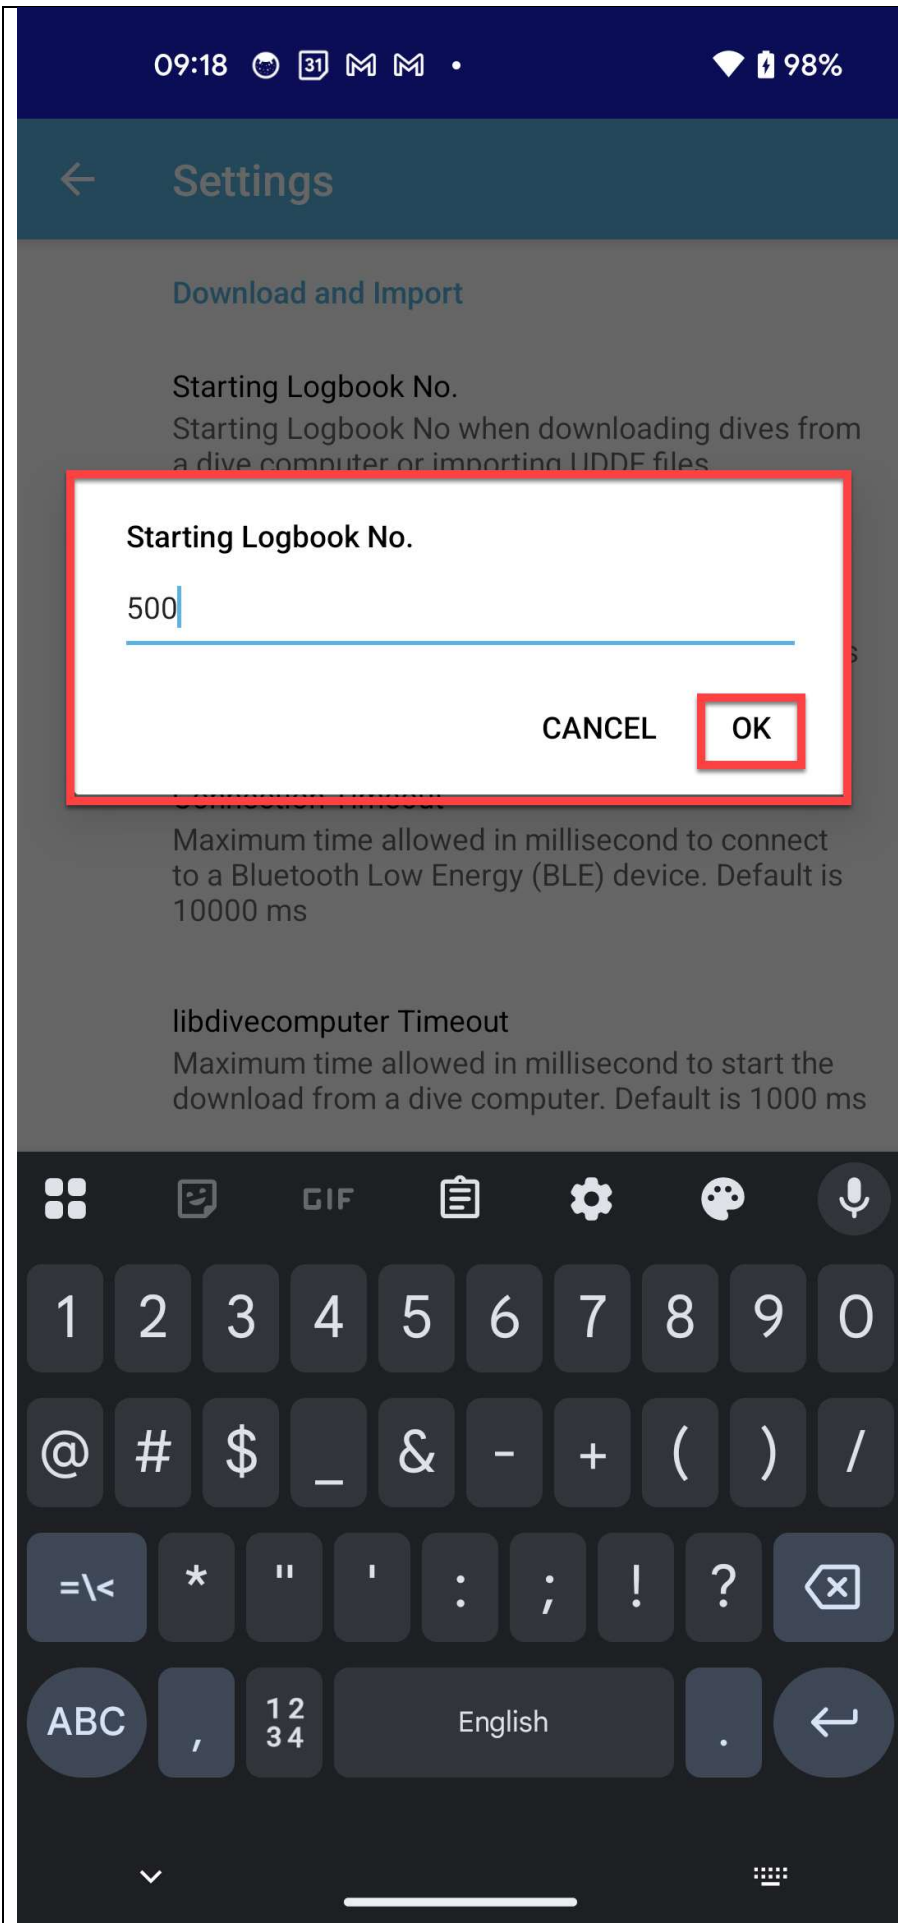 09:18 31 98%
Settings
Download and Import
Starting Logbook No.
Starting Logbook No when downloading dives from
a dive computer or importing UDDF files
Starting Logbook No.
500
s
CANCEL OK
Connection Timeout
Maximum time allowed in millisecond to connect
to a Bluetooth Low Energy (BLE) device. Default is
10000 ms
libdivecomputer Timeout
Maximum time allowed in millisecond to start the
download from a dive computer. Default is 1000 ms
GIF
1 2 3 4 5 6 7 8 9 0
@ # $ _ & - + ( ) /
=\< * " ' : ; ! ?
ABC , 12 English .
34